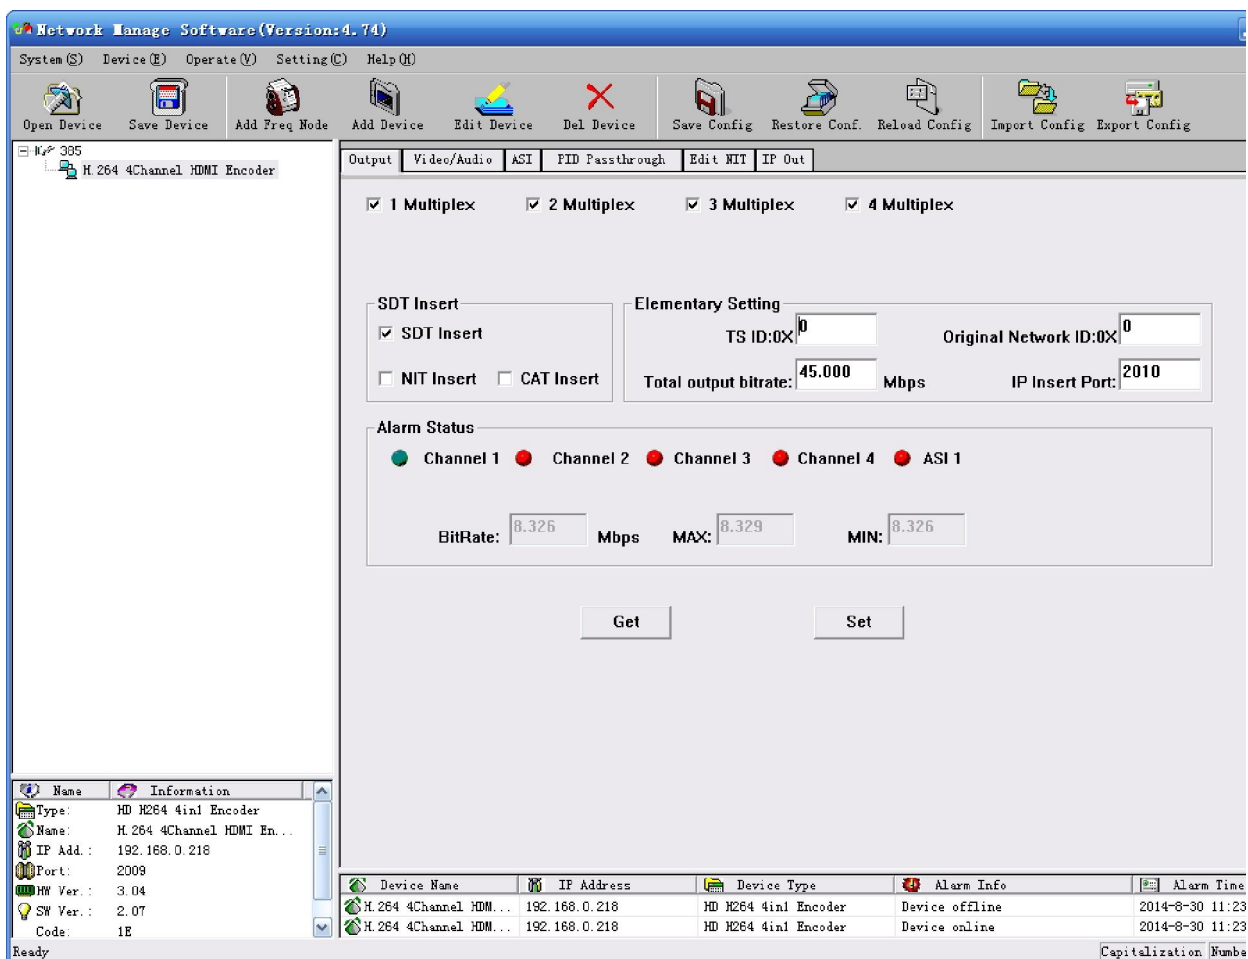 Network Manage Software(Version:4.74)
System(S) Device(E) Operate(V) Setting(C) Help(H)
Open Device Save Device Add Freq Node Add Device Edit Device Del Device Save Config Restore Conf. Reload Config Import Config Export Config
385
H.264 4Channel HDMI Encoder
Output Video/Audio ASI PID Passthrough Edit NIT IP Out
1 Multiplex 2 Multiplex 3 Multiplex 4 Multiplex
SDT Insert
SDT Insert
NIT Insert CAT Insert
Elementary Setting
TS ID:0X 0 Original Network ID:0X 0
Total output bitrate: 45.000 Mbps IP Insert Port: 2010
Alarm Status
Channel 1 Channel 2 Channel 3 Channel 4 ASI 1
BitRate: 8.326 Mbps MAX: 8.329 MIN: 8.326
Get Set
Name Information
Type: HD H264 4in1 Encoder
Name: H.264 4Channel HDMI En...
IP Add.: 192.168.0.218
Port: 2009
HW Ver.: 3.04
SW Ver.: 2.07
Code: 1E
Device Name IP Address Device Type Alarm Info Alarm Time
H.264 4Channel HDM... 192.168.0.218 HD H264 4in1 Encoder Device offline 2014-8-30 11:23
H.264 4Channel HDM... 192.168.0.218 HD H264 4in1 Encoder Device online 2014-8-30 11:23
Ready Capitalization Numbe